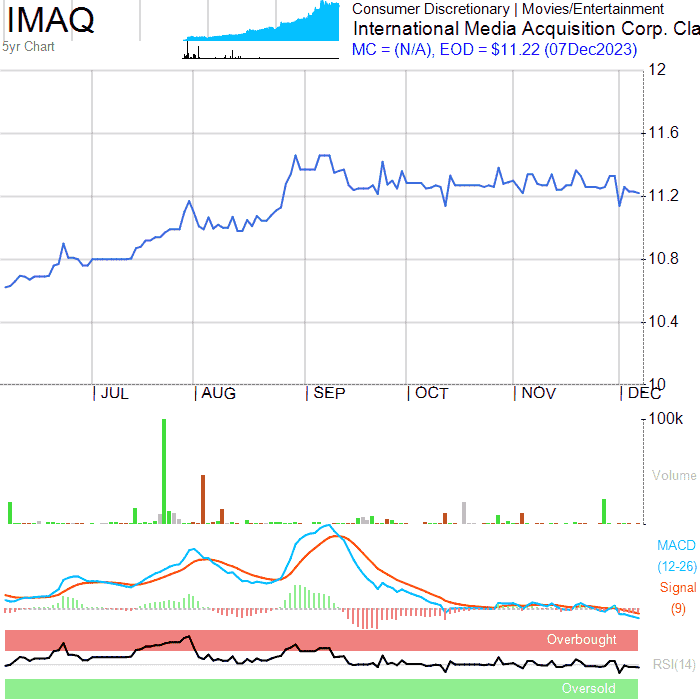 IMAQ
5yr Chart
Consumer Discretionary | Movies/Entertainment
International Media Acquisition Corp. Cla
MC = (N/A), EOD = $11.22 (07Dec2023)
12
11.6
11.2
10.8
10.4
10
JUL AUG SEP OCT NOV DEC
100k
Volume
MACD
(12-26)
Signal
(9)
Overbought
RSI(14)
Oversold